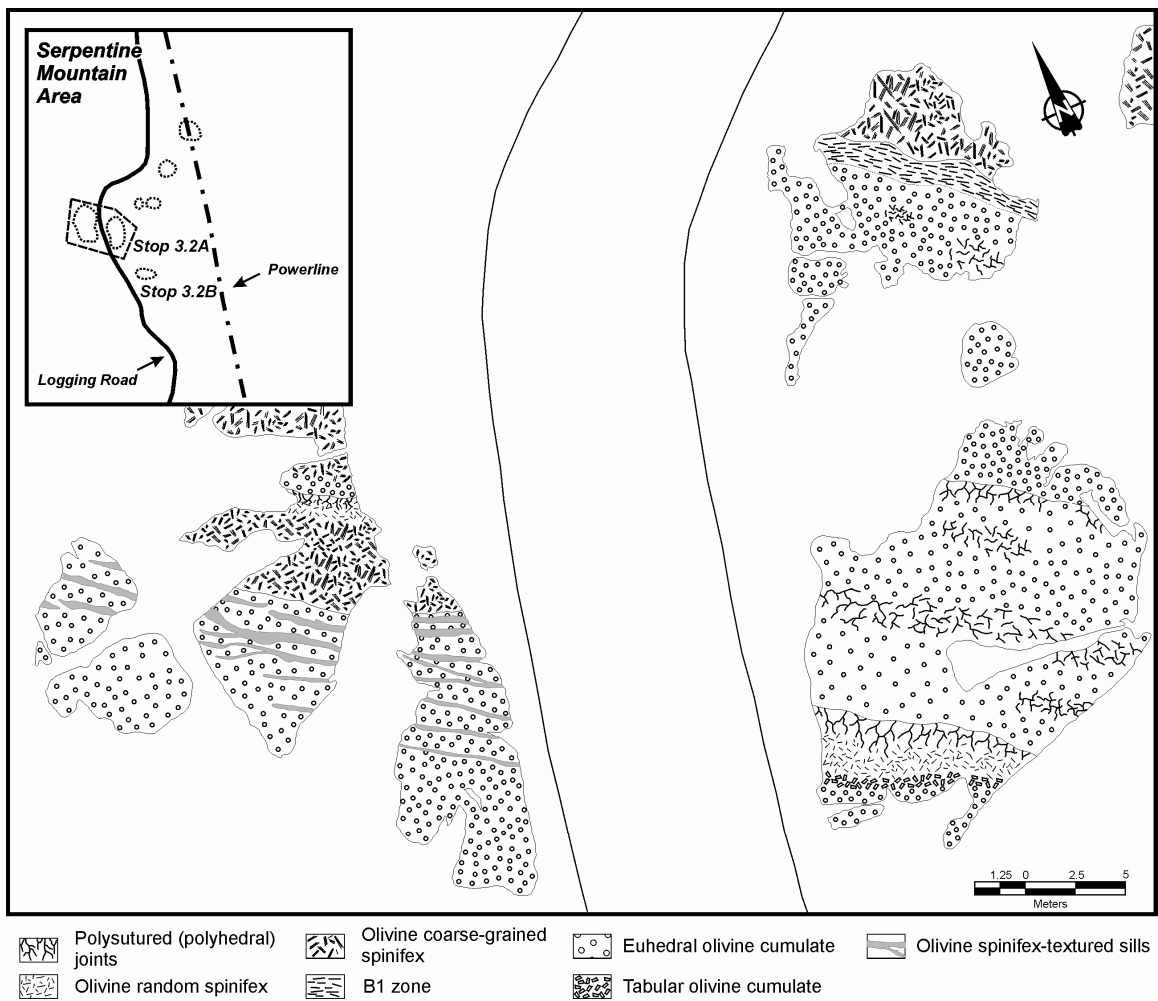 Serpentine
Mountain
Area
Stop 3.2A
Powerline
Stop 3.2B
Logging Road
N
1.25 0 2.5 5
Meters
Polysutured (polyhedral)
joints
Olivine coarse-grained
spinifex
Euhedral olivine cumulate
Olivine spinifex-textured sills
Olivine random spinifex
B1 zone
Tabular olivine cumulate